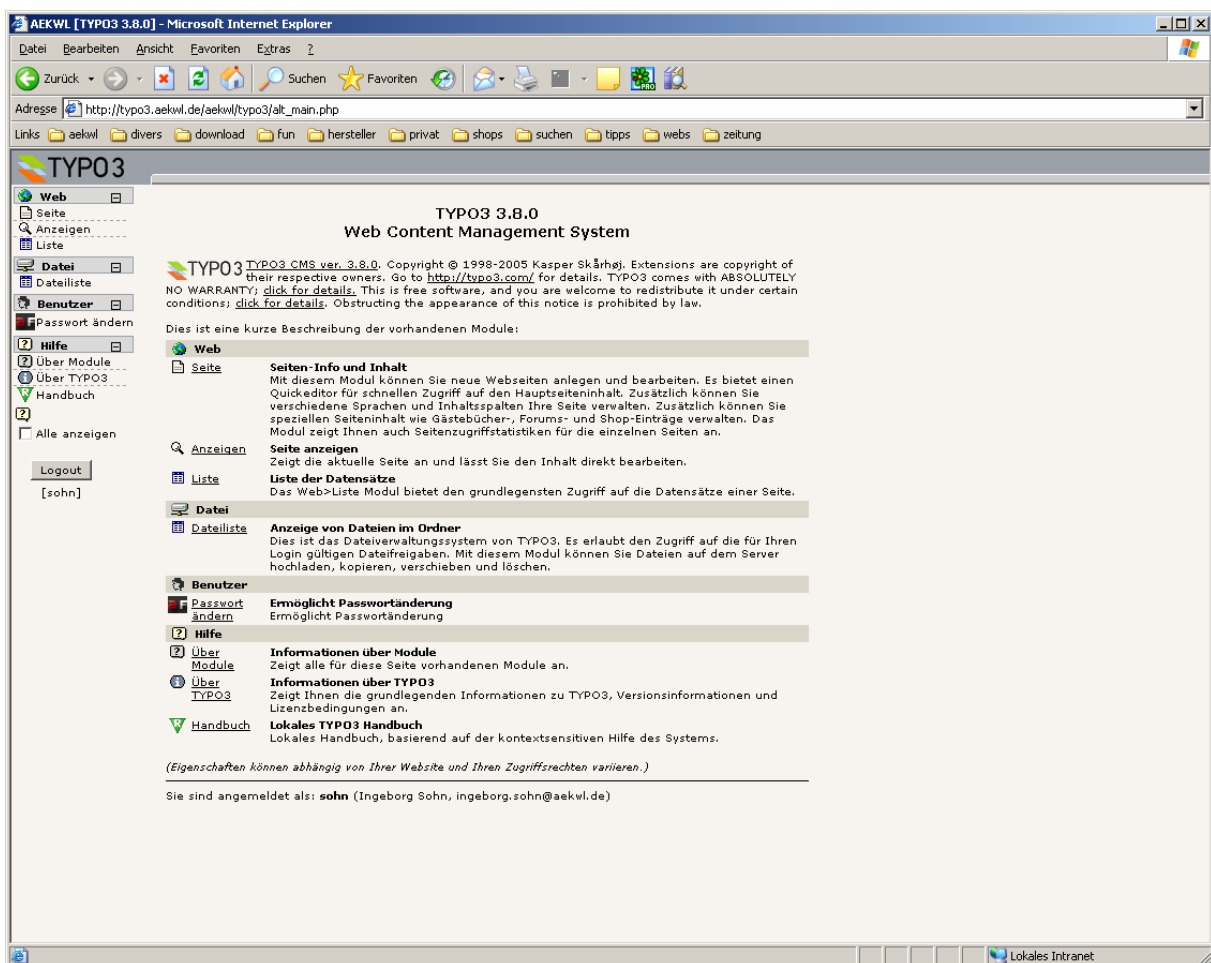 AEKWL [TYPO3 3.8.0] - Microsoft Internet Explorer
Datei Bearbeiten Ansicht Favoriten Extras ?
Zurück Suchen Favoriten
PRO
Adresse http://typo3.aekwl.de/aekwl/typo3/alt_main.php
Links aekwl divers download fun hersteller privat shops suchen tipps webs zeitung
TYPO3
Web
Seite
Anzeigen
Liste
Datei
Dateiliste
Benutzer
Passwort ändern
Hilfe
Über Module
Über TYPO3
Handbuch
Alle anzeigen
Logout
[sohn]
TYPO3 3.8.0
Web Content Management System
TYPO3 TYPO3 CMS ver. 3.8.0. Copyright © 1998-2005 Kasper Skårhøj. Extensions are copyright of
their respective owners. Go to http://typo3.com/ for details. TYPO3 comes with ABSOLUTELY
NO WARRANTY; click for details. This is free software, and you are welcome to redistribute it under certain
conditions; click for details. Obstructing the appearance of this notice is prohibited by law.
Dies ist eine kurze Beschreibung der vorhandenen Module:
Web
Seite Seiten-Info und Inhalt
Mit diesem Modul können Sie neue Webseiten anlegen und bearbeiten. Es bietet einen
Quickeditor für schnellen Zugriff auf den Hauptseiteninhalt. Zusätzlich können Sie
verschiedene Sprachen und Inhaltsspalten Ihre Seite verwalten. Zusätzlich können Sie
speziellen Seiteninhalt wie Gästebücher-, Forums- und Shop-Einträge verwalten. Das
Modul zeigt Ihnen auch Seitenzugriffstatistiken für die einzelnen Seiten an.
Anzeigen Seite anzeigen
Zeigt die aktuelle Seite an und lässt Sie den Inhalt direkt bearbeiten.
Liste Liste der Datensätze
Das Web>Liste Modul bietet den grundlegensten Zugriff auf die Datensätze einer Seite.
Datei
Dateiliste Anzeige von Dateien im Ordner
Dies ist das Dateiverwaltungssystem von TYPO3. Es erlaubt den Zugriff auf die für Ihren
Login gültigen Dateifreigaben. Mit diesem Modul können Sie Dateien auf dem Server
hochladen, kopieren, verschieben und löschen.
Benutzer
Passwort Ermöglicht Passwortänderung
ändern Ermöglicht Passwortänderung
Hilfe
Über Informationen über Module
Module Zeigt alle für diese Seite vorhandenen Module an.
Über Informationen über TYPO3
TYPO3 Zeigt Ihnen die grundlegenden Informationen zu TYPO3, Versionsinformationen und
Lizenzbedingungen an.
Handbuch Lokales TYPO3 Handbuch
Lokales Handbuch, basierend auf der kontextsensitiven Hilfe des Systems.
(Eigenschaften können abhängig von Ihrer Website und Ihren Zugriffsrechten variieren.)
Sie sind angemeldet als: sohn (Ingeborg Sohn, ingeborg.sohn@aekwl.de)
Lokales Intranet